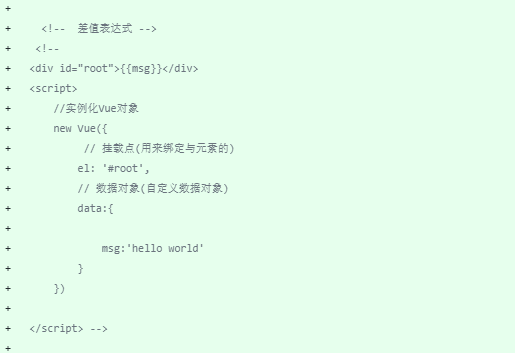 +
+ <!--  差值表达式 -->
+ <!--
+ <div id="root">{{msg}}</div>
+ <script>
+ //实例化Vue对象
+ new Vue({
+ // 挂载点(用来绑定与元素的)
+ el: '#root',
+ // 数据对象(自定义数据对象)
+ data:{
+
+ msg:'hello world'
+ }
+ })
+
+ </script> -->
+